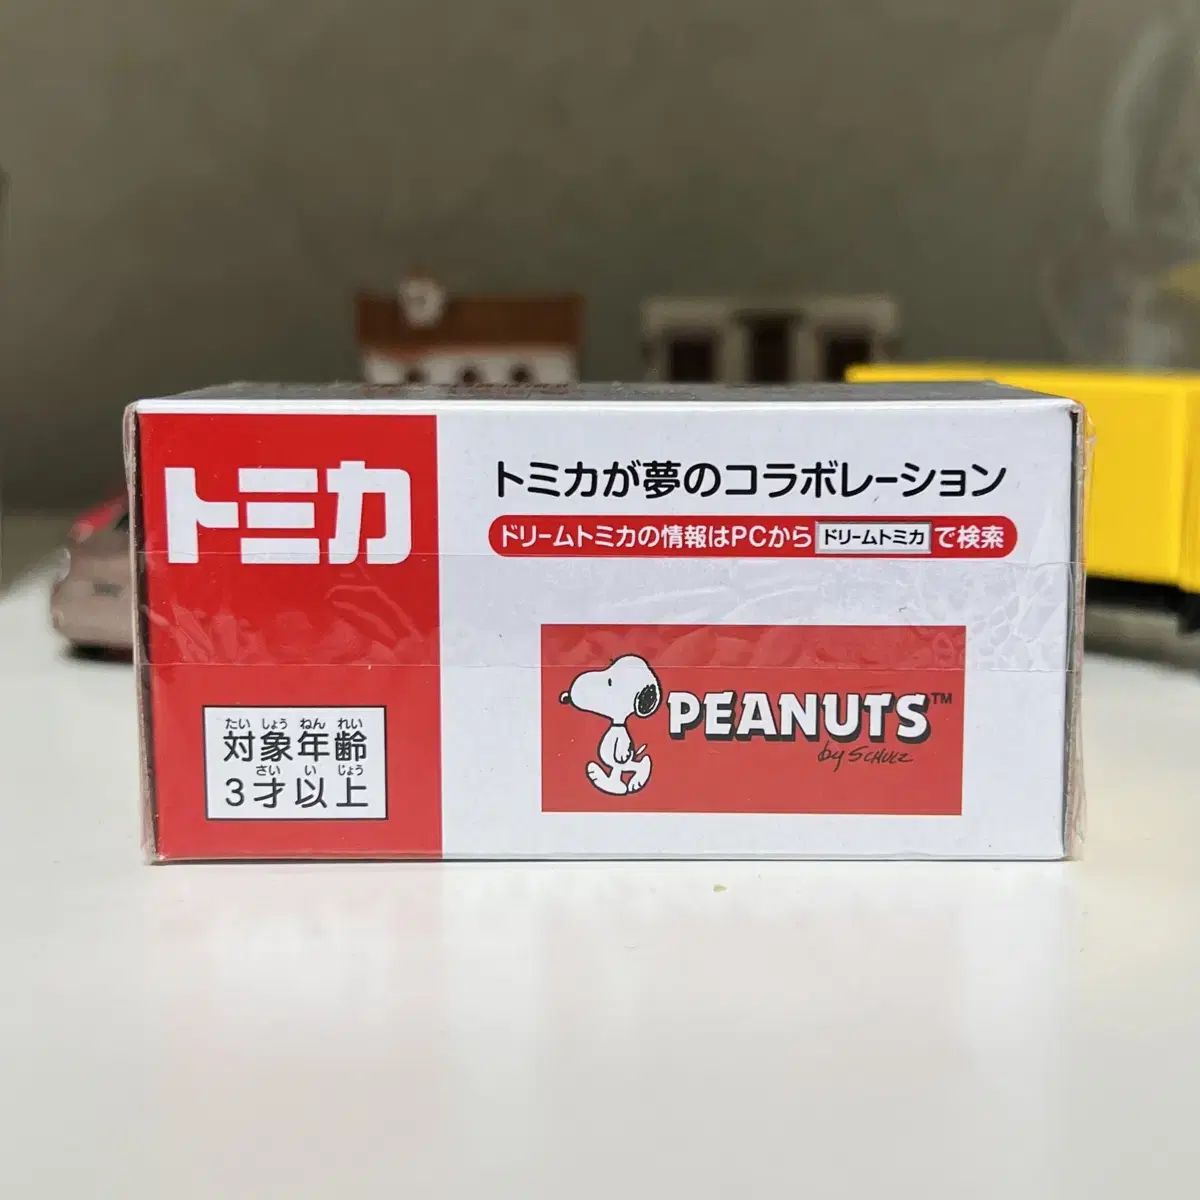 トミカ
トミカが夢のコラボレーション
ドリームトミカの情報はPCから ドリームトミカ で検索
たい しょう ねん れい
対象年齢
さい い じょう
3才以上
PEANUTS™
by SCHULZ